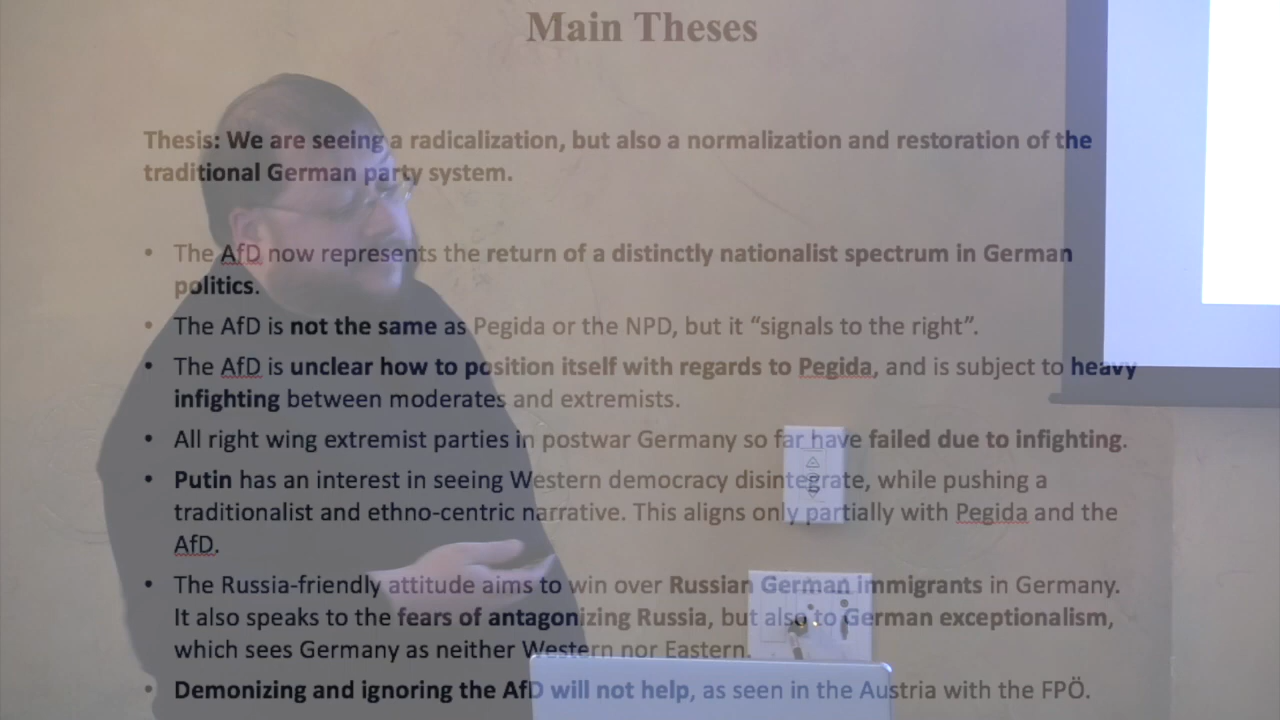 Main Theses
Thesis: We are seeing a radicalization, but also a normalization and restoration of the
traditional German party system.
• The AfD now represents the return of a distinctly nationalist spectrum in German
politics.
• The AfD is not the same as Pegida or the NPD, but it “signals to the right”.
• The AfD is unclear how to position itself with regards to Pegida, and is subject to heavy
infighting between moderates and extremists.
• All right wing extremist parties in postwar Germany so far have failed due to infighting.
• Putin has an interest in seeing Western democracy disintegrate, while pushing a
traditionalist and ethno-centric narrative. This aligns only partially with Pegida and the
AfD.
• The Russia-friendly attitude aims to win over Russian German immigrants in Germany.
It also speaks to the fears of antagonizing Russia, but also to German exceptionalism,
which sees Germany as neither Western nor Eastern.
• Demonizing and ignoring the AfD will not help, as seen in the Austria with the FPÖ.